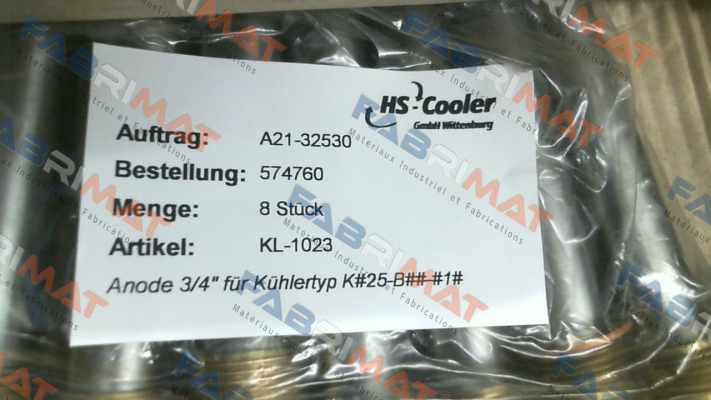 HS-Cooler
GmbH Wittenburg
Auftrag: A21-32530
Bestellung: 574760
Menge: 8 Stück
Artikel: KL-1023
Anode 3/4" für Kühlertyp K#25-B##-#1#
FABRIMAT
Matériaux Industriel et Fabrications